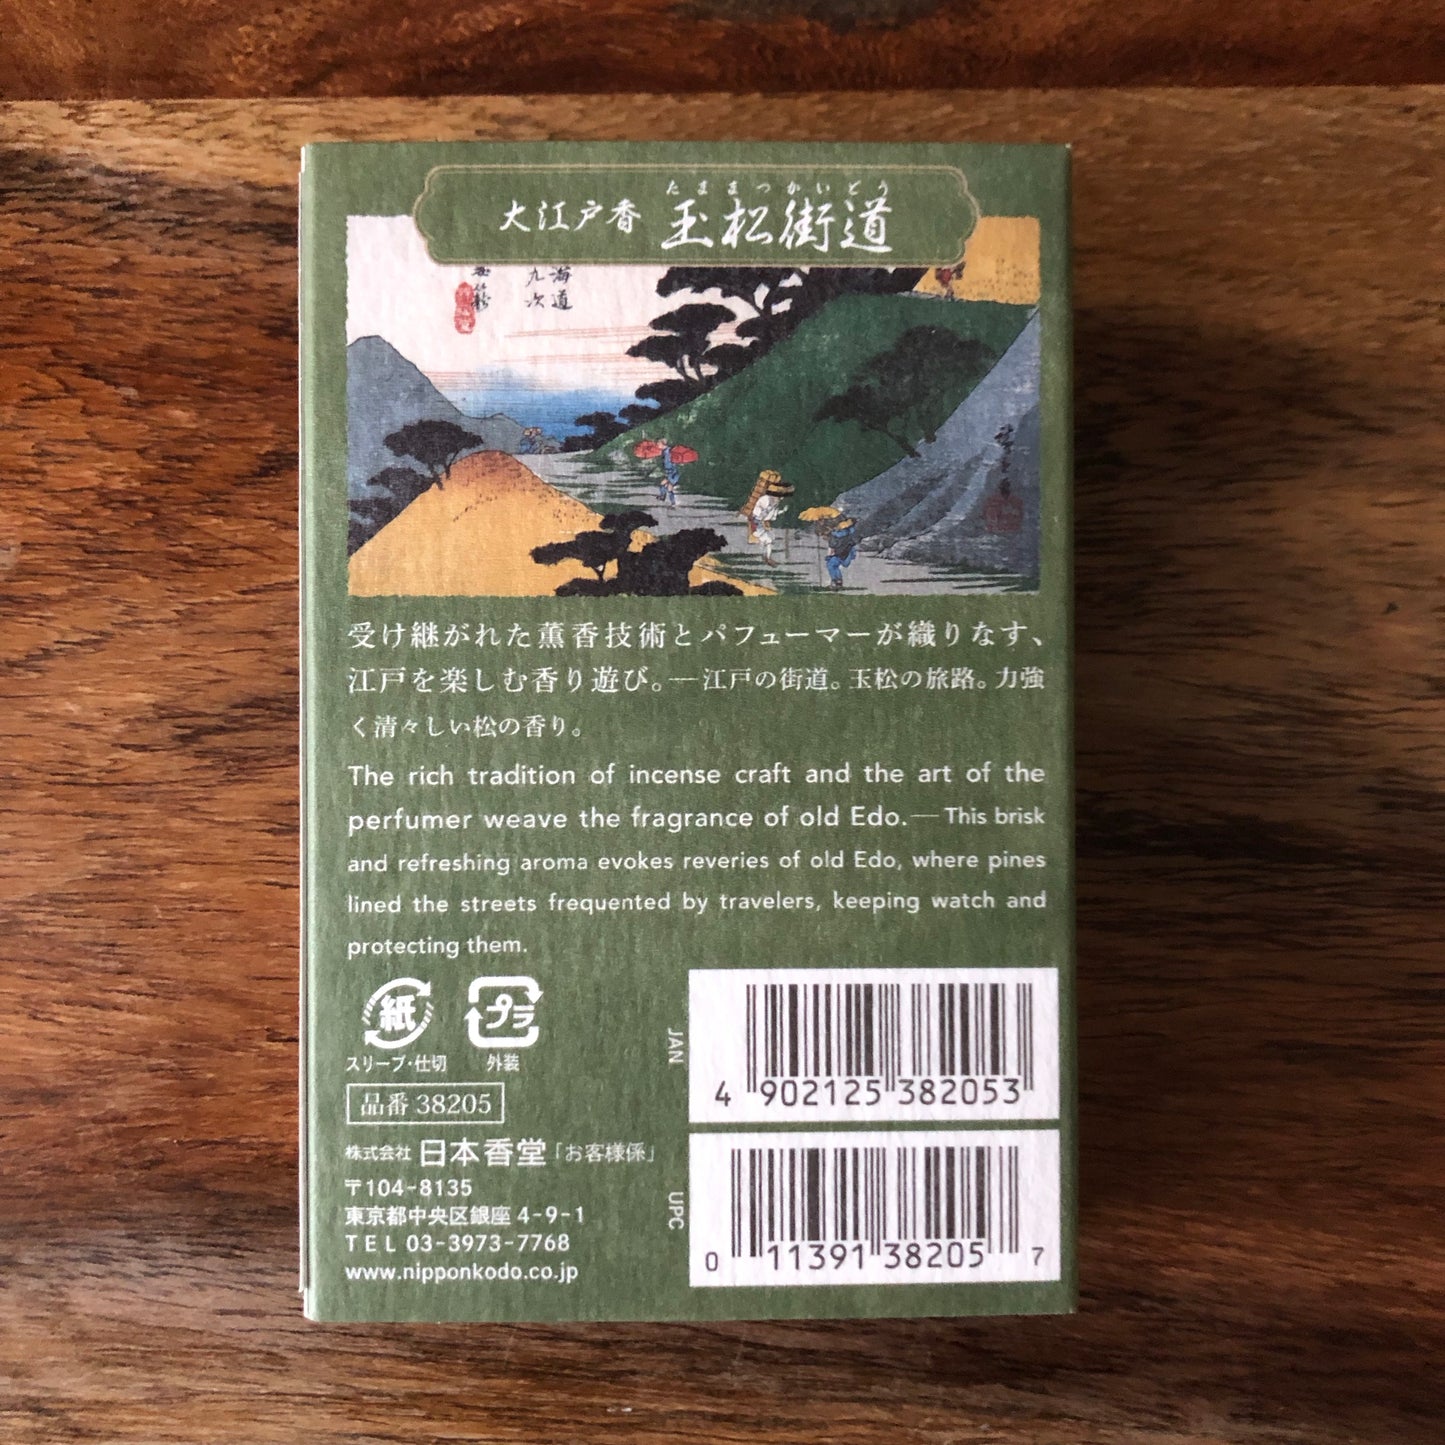 たままつかいどう
大江戸香 玉松街道
海道
九次
受け継がれた薫香技術とパフューマーが織りなす、
江戸を楽しむ香り遊び。—江戸の街道。玉松の旅路。力強
く清々しい松の香り。
The rich tradition of incense craft and the art of the
perfumer weave the fragrance of old Edo.—This brisk
and refreshing aroma evokes reveries of old Edo, where pines
lined the streets frequented by travelers, keeping watch and
protecting them.
紙
スリーブ・仕切
プラ
外装
品番 38205
株式会社 日本香堂「お客様係」
〒104-8135
東京都中央区銀座 4-9-1
TEL 03-3973-7768
www.nipponkodo.co.jp
JAN
4 902125 382053
UPC
0 11391 38205 7